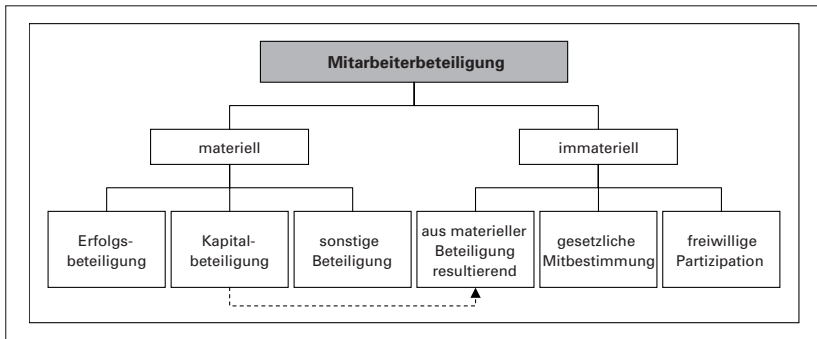 Mitarbeiterbeteiligung
materiell
immateriell
Erfolgs-
beteiligung
Kapital-
beteiligung
sonstige
Beteiligung
aus materieller
Beteiligung
resultierend
gesetzliche
Mitbestimmung
freiwillige
Partizipation